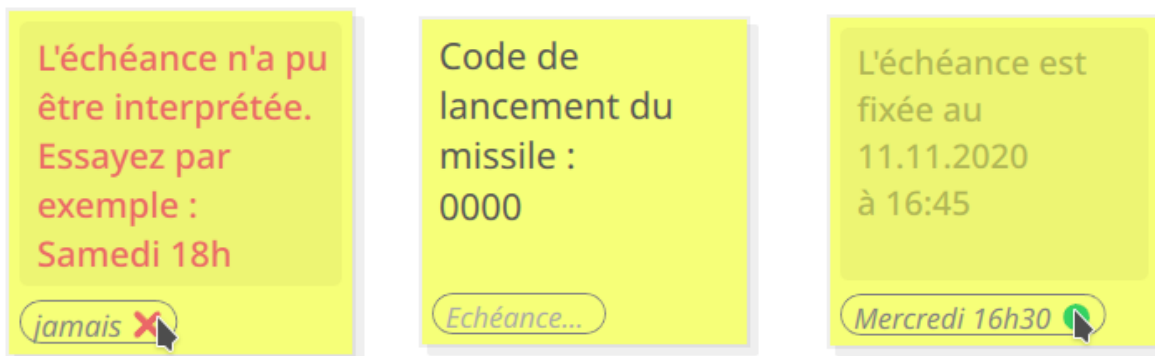 L'échéance n'a pu
être interprétée.
Essayez par
exemple :
Samedi 18h
jamais
Code de
lancement du
missile :
0000
Echéance...
L'échéance est
fixée au
11.11.2020
à 16:45
Mercredi 16h30